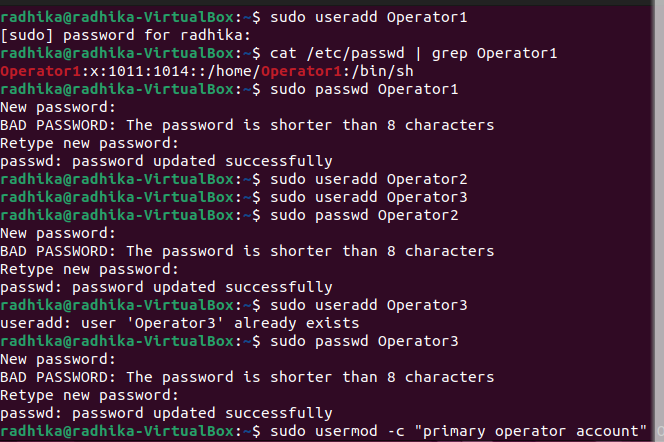 radhika@radhika-VirtualBox:~$ sudo useradd Operator1
[sudo] password for radhika:
radhika@radhika-VirtualBox:~$ cat /etc/passwd | grep Operator1
Operator1:x:1011:1014::/home/Operator1:/bin/sh
radhika@radhika-VirtualBox:~$ sudo passwd Operator1
New password:
BAD PASSWORD: The password is shorter than 8 characters
Retype new password:
passwd: password updated successfully
radhika@radhika-VirtualBox:~$ sudo useradd Operator2
radhika@radhika-VirtualBox:~$ sudo useradd Operator3
radhika@radhika-VirtualBox:~$ sudo passwd Operator2
New password:
BAD PASSWORD: The password is shorter than 8 characters
Retype new password:
passwd: password updated successfully
radhika@radhika-VirtualBox:~$ sudo useradd Operator3
useradd: user 'Operator3' already exists
radhika@radhika-VirtualBox:~$ sudo passwd Operator3
New password:
BAD PASSWORD: The password is shorter than 8 characters
Retype new password:
passwd: password updated successfully
radhika@radhika-VirtualBox:~$ sudo usermod -c "primary operator account"